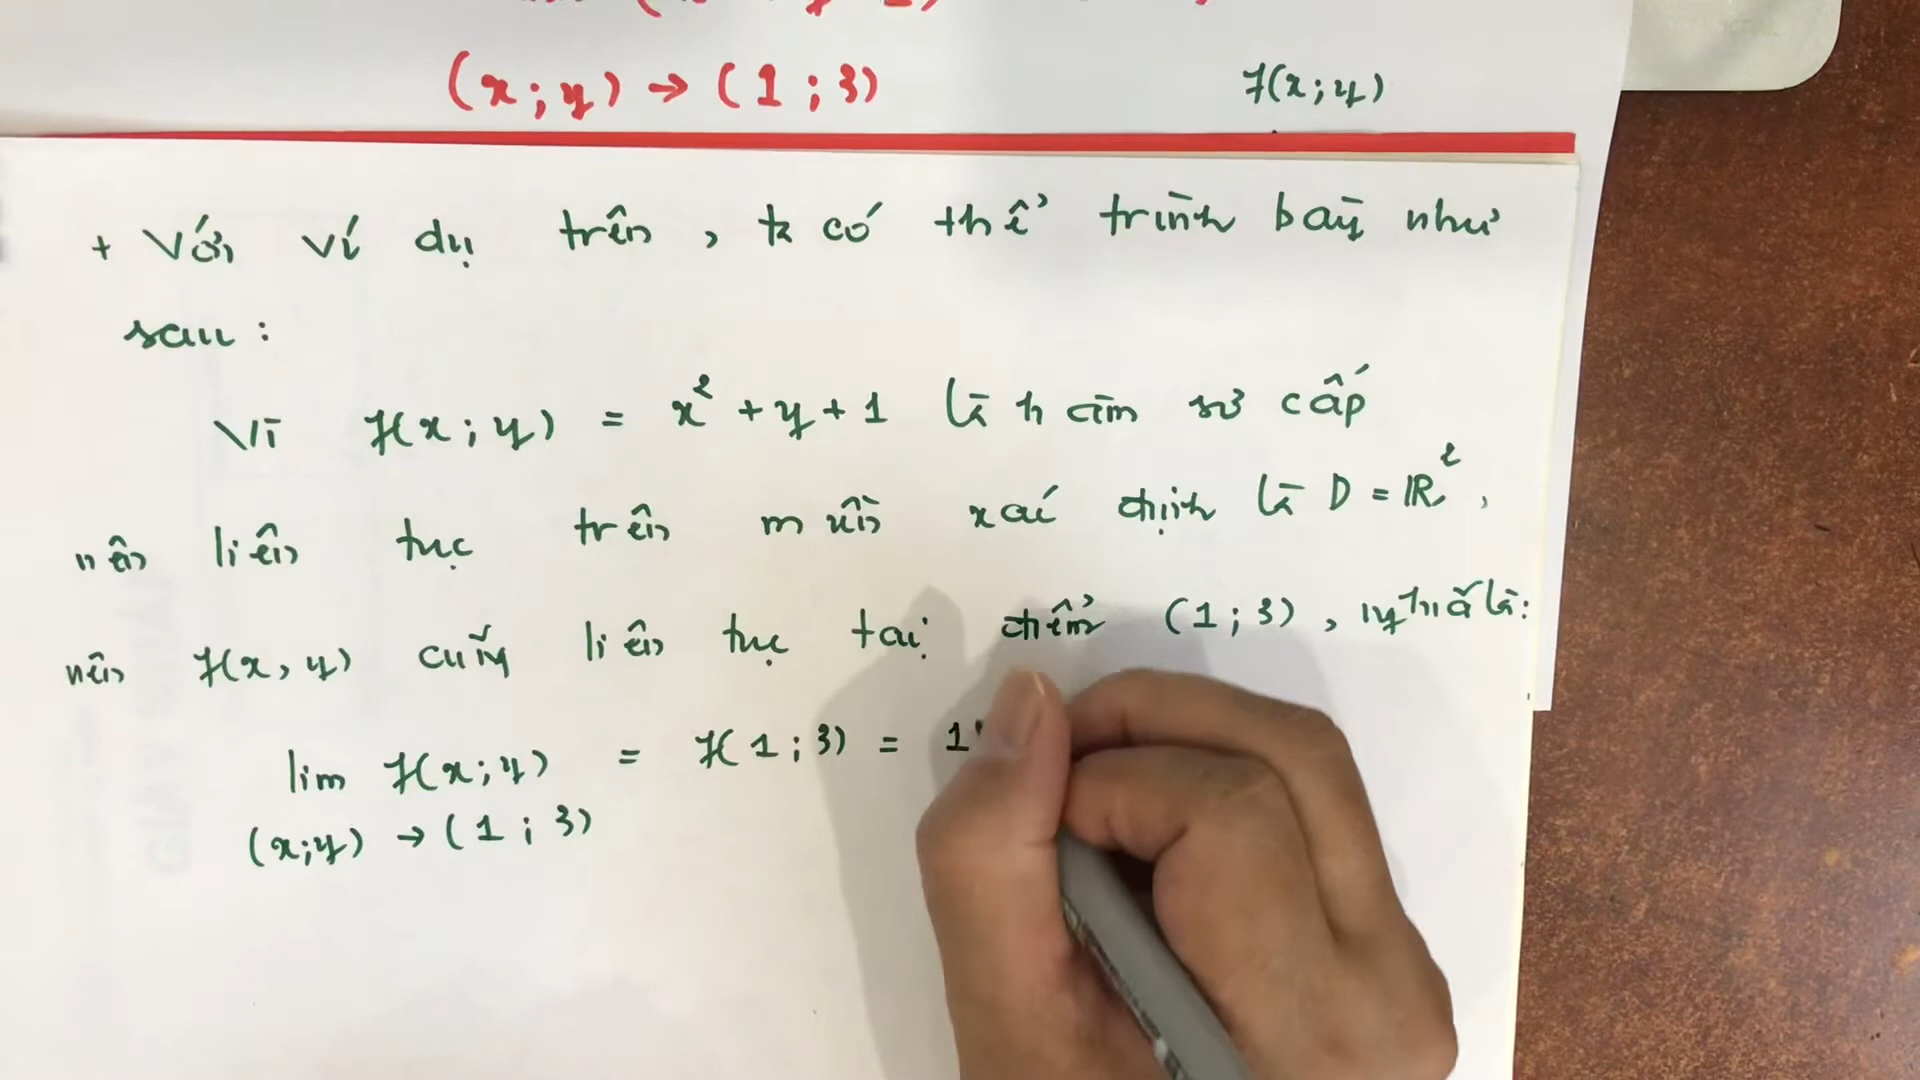 (x;y) → (1;3) f(x;y)
+ Với ví dụ trên, ta có thể trình bày như
sau:
Vì f(x;y) = x² + y + 1 là hàm sơ cấp
nên liên tục trên miền xác định là D = ℝ²,
nên f(x,y) cũng liên tục tại điểm (1;3), nghĩa là:
lim f(x;y) = f(1;3) = 1
(x;y) → (1;3)